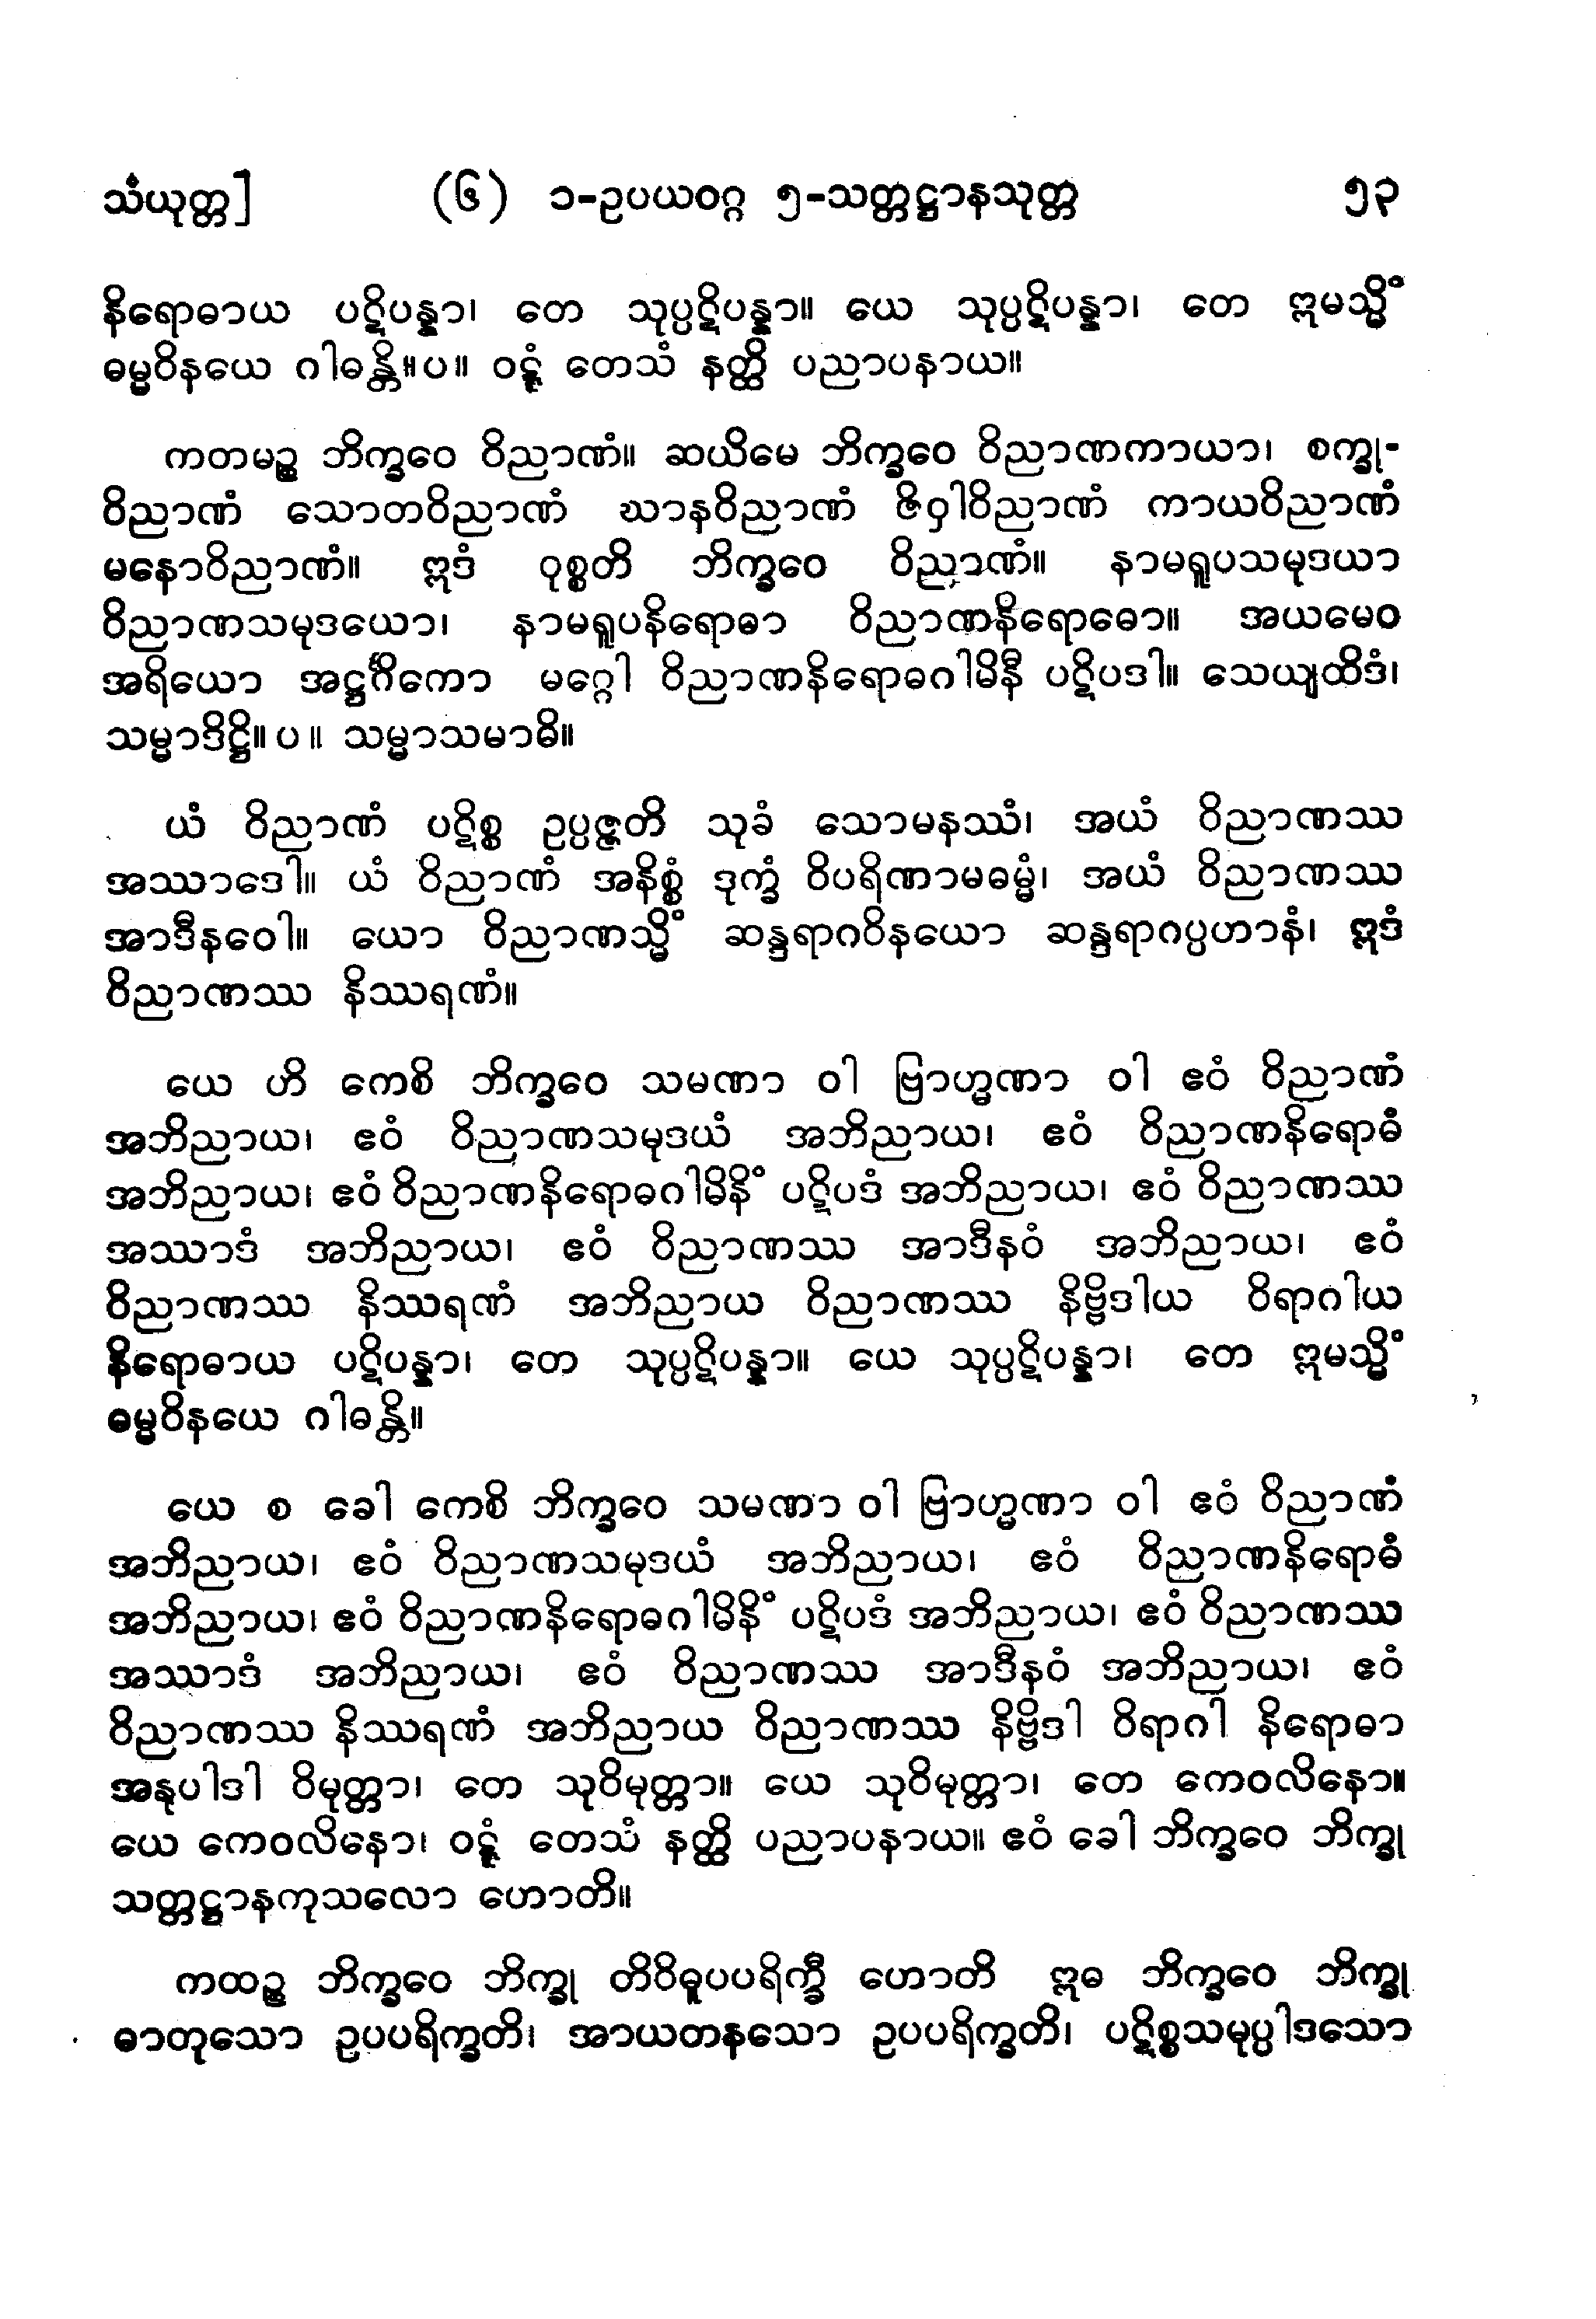 သံယုတ္တ] (၆) ၁-ဥပယဝဂ္ဂ ၅-သတ္တဋ္ဌာနသုတ္တ ၅၃
နိရောဓာယ ပဋိပန္နာ၊ တေ သုပ္ပဋိပန္နာ။ ယေ သုပ္ပဋိပန္နာ၊ တေ ဣမသ္မိံ
ဓမ္မဝိနယေ ဂါဓန္တိ။ပ။ ဝဋ္ဋံ တေသံ နတ္ထိ ပညာပနာယ။
ကတမဉ္စ ဘိက္ခဝေ ဝိညာဏံ။ ဆယိမေ ဘိက္ခဝေ ဝိညာဏကာယာ၊ စက္ခု-
ဝိညာဏံ သောတဝိညာဏံ ဃာနဝိညာဏံ ဇိဝှါဝိညာဏံ ကာယဝိညာဏံ
မနောဝိညာဏံ။ ဣဒံ ဝုစ္စတိ ဘိက္ခဝေ ဝိညာဏံ။ နာမရူပသမုဒယာ
ဝိညာဏသမုဒယော၊ နာမရူပနိရောဓာ ဝိညာဏနိရောဓော။ အယမေဝ
အရိယော အဋ္ဌင်္ဂိကော မဂ္ဂေါ ဝိညာဏနိရောဓဂါမိနီ ပဋိပဒါ။ သေယျထိဒံ၊
သမ္မာဒိဋ္ဌိ။ပ။ သမ္မာသမာဓိ။
ယံ ဝိညာဏံ ပဋိစ္စ ဥပ္ပဇ္ဇတိ သုခံ သောမနဿံ၊ အယံ ဝိညာဏဿ
အဿာဒေါ။ ယံ ဝိညာဏံ အနိစ္စံ ဒုက္ခံ ဝိပရိဏာမဓမ္မံ၊ အယံ ဝိညာဏဿ
အာဒီနဝေါ။ ယော ဝိညာဏသ္မိံ ဆန္ဒရာဂဝိနယော ဆန္ဒရာဂပ္ပဟာနံ၊ ဣဒံ
ဝိညာဏဿ နိဿရဏံ။
ယေ ဟိ ကေစိ ဘိက္ခဝေ သမဏာ ဝါ ဗြာဟ္မဏာ ဝါ ဧဝံ ဝိညာဏံ
အဘိညာယ၊ ဧဝံ ဝိညာဏသမုဒယံ အဘိညာယ၊ ဧဝံ ဝိညာဏနိရောဓံ
အဘိညာယ၊ ဧဝံ ဝိညာဏနိရောဓဂါမိနိံ ပဋိပဒံ အဘိညာယ၊ ဧဝံ ဝိညာဏဿ
အဿာဒံ အဘိညာယ၊ ဧဝံ ဝိညာဏဿ အာဒီနဝံ အဘိညာယ၊ ဧဝံ
ဝိညာဏဿ နိဿရဏံ အဘိညာယ ဝိညာဏဿ နိဗ္ဗိဒါယ ဝိရာဂါယ
နိရောဓာယ ပဋိပန္နာ၊ တေ သုပ္ပဋိပန္နာ။ ယေ သုပ္ပဋိပန္နာ၊ တေ ဣမသ္မိံ
ဓမ္မဝိနယေ ဂါဓန္တိ။
ယေ စ ခေါ ကေစိ ဘိက္ခဝေ သမဏာ ဝါ ဗြာဟ္မဏာ ဝါ ဧဝံ ဝိညာဏံ
အဘိညာယ၊ ဧဝံ ဝိညာဏသမုဒယံ အဘိညာယ၊ ဧဝံ ဝိညာဏနိရောဓံ
အဘိညာယ၊ ဧဝံ ဝိညာဏနိရောဓဂါမိနိံ ပဋိပဒံ အဘိညာယ၊ ဧဝံ ဝိညာဏဿ
အဿာဒံ အဘိညာယ၊ ဧဝံ ဝိညာဏဿ အာဒီနဝံ အဘိညာယ၊ ဧဝံ
ဝိညာဏဿ နိဿရဏံ အဘိညာယ ဝိညာဏဿ နိဗ္ဗိဒါ ဝိရာဂါ နိရောဓာ
အနုပါဒါ ဝိမုတ္တာ၊ တေ သုဝိမုတ္တာ။ ယေ သုဝိမုတ္တာ၊ တေ ကေဝလိနော။
ယေ ကေဝလိနော၊ ဝဋ္ဋံ တေသံ နတ္ထိ ပညာပနာယ။ ဧဝံ ခေါ ဘိက္ခဝေ ဘိက္ခု
သတ္တဋ္ဌာနကုသလော ဟောတိ။
ကထဉ္စ ဘိက္ခဝေ ဘိက္ခု တိဝိဓူပပရိက္ခီ ဟောတိ ဣဓ ဘိက္ခဝေ ဘိက္ခု
ဓာတုသော ဥပပရိက္ခတိ၊ အာယတနသော ဥပပရိက္ခတိ၊ ပဋိစ္စသမုပ္ပါဒသော